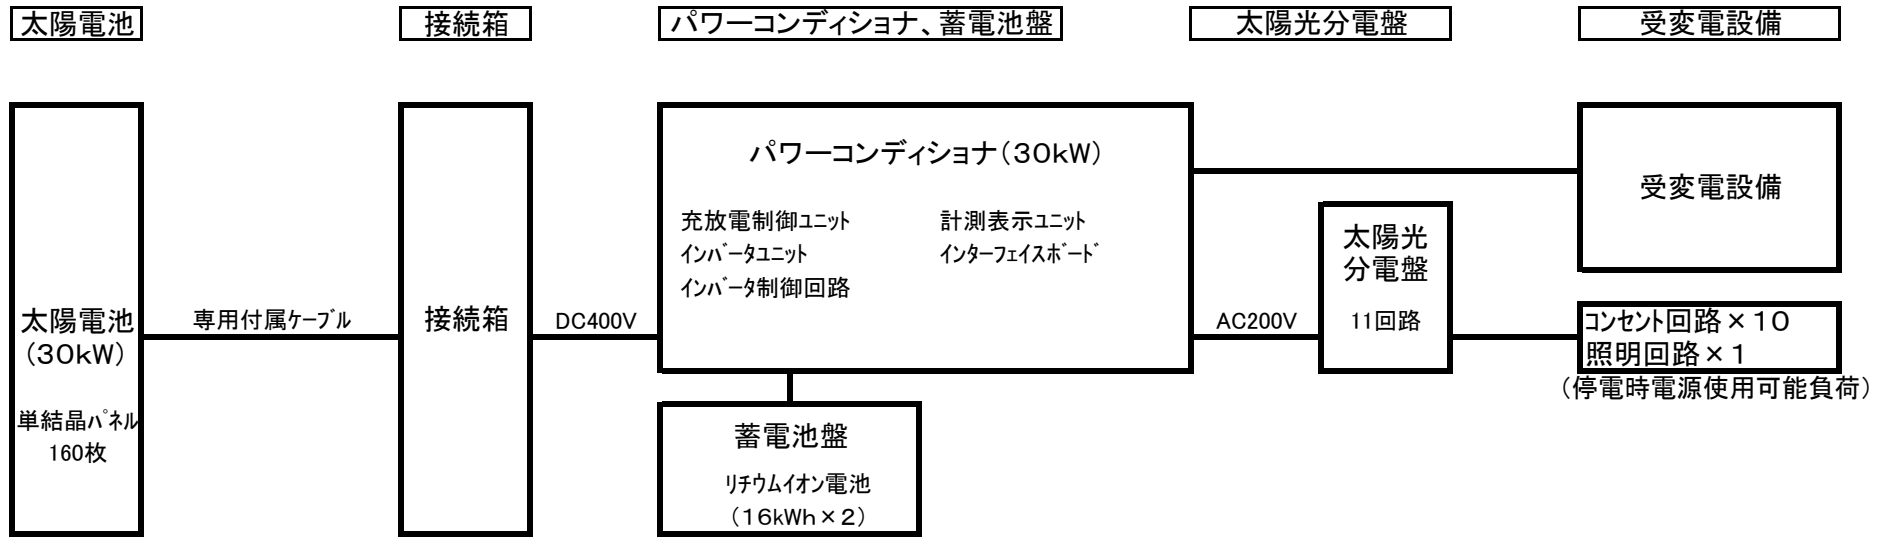 太陽電池
接続箱
パワーコンディショナ、蓄電池盤
太陽光分電盤
受変電設備
太陽電池
(30kW)
単結晶ﾊﾟﾈﾙ
160枚
専用付属ｹｰﾌﾞﾙ
接続箱
DC400V
パワーコンディショナ(30kW)
充放電制御ﾕﾆｯﾄ
ｲﾝﾊﾞｰﾀﾕﾆｯﾄ
ｲﾝﾊﾞｰﾀ制御回路
計測表示ﾕﾆｯﾄ
ｲﾝﾀｰﾌｪｲｽﾎﾞｰﾄﾞ
蓄電池盤
ﾘﾁｳﾑｲｵﾝ電池
(16kWh×2)
AC200V
太陽光
分電盤
11回路
受変電設備
ｺﾝｾﾝﾄ回路×10
照明回路×1
(停電時電源使用可能負荷)